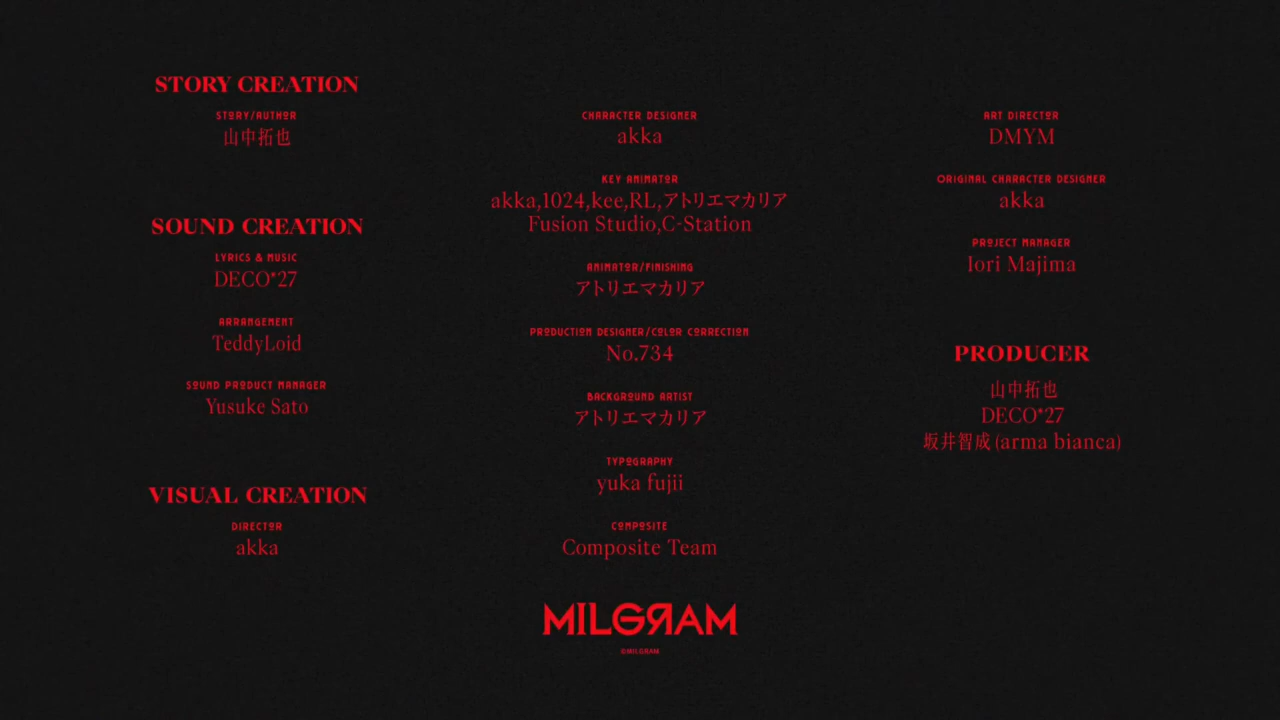 STORY CREATION
STORY/AUTHOR
山中拓也
SOUND CREATION
LYRICS & MUSIC
DECO*27
ARRANGEMENT
TeddyLoid
SOUND PRODUCT MANAGER
Yusuke Sato
VISUAL CREATION
DIRECTOR
akka
CHARACTER DESIGNER
akka
KEY ANIMATOR
akka,1024,kee,RL,アトリエマカリア
Fusion Studio,C-Station
ANIMATOR/FINISHING
アトリエマカリア
PRODUCTION DESIGNER/COLOR CORRECTION
No.734
BACKGROUND ARTIST
アトリエマカリア
TYPOGRAPHY
yuka fujii
COMPOSITE
Composite Team
ART DIRECTOR
DMYM
ORIGINAL CHARACTER DESIGNER
akka
PROJECT MANAGER
Iori Majima
PRODUCER
山中拓也
DECO*27
坂井智成 (arma bianca)
MILGRAM
©MILGRAM